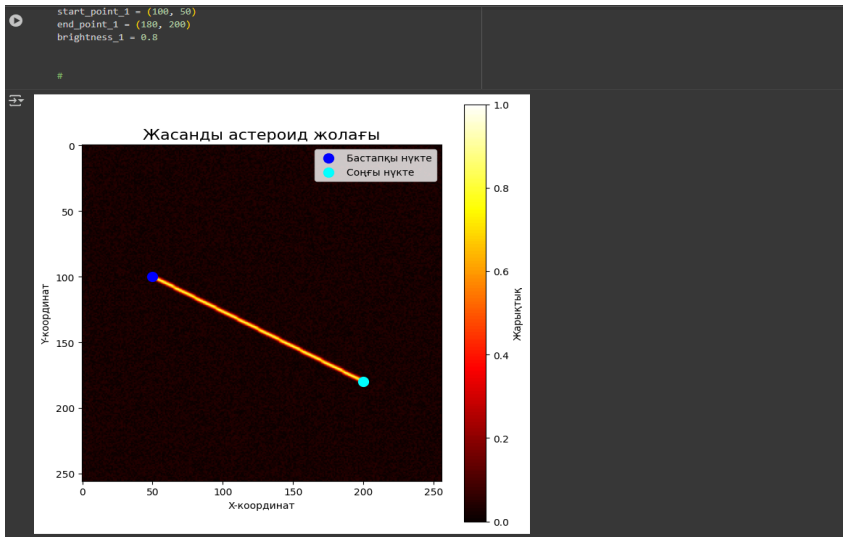 start_point_1 = (100, 50)
end_point_1 = (180, 200)
brightness_1 = 0.8
#
Жасанды астероид жолағы
Бастапқы нүкте
Соңғы нүкте
0
50
100
150
200
250
Y-координат
0
50
100
150
200
250
X-координат
1.0
0.8
0.6
0.4
0.2
0.0
Жарықтық